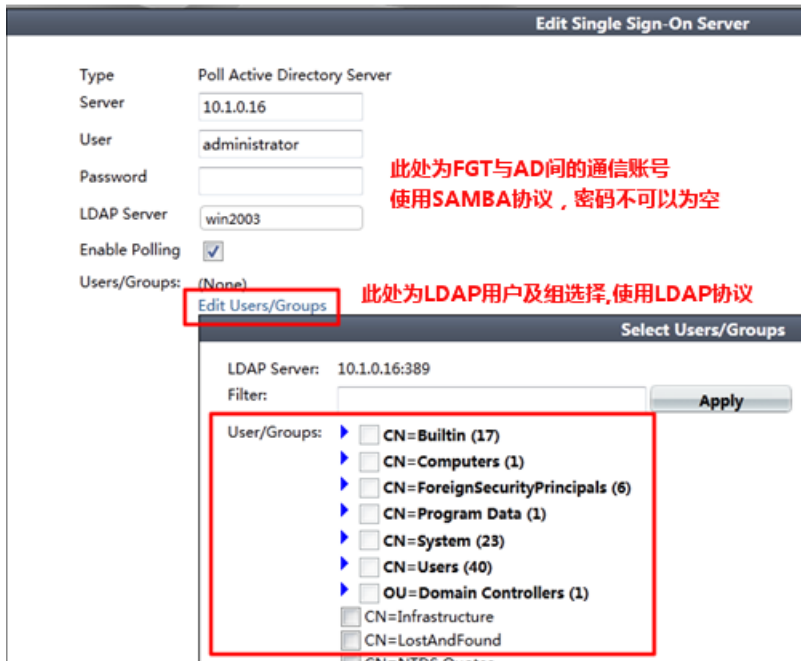 Edit Single Sign-On Server
Type Poll Active Directory Server
Server 10.1.0.16
User administrator
Password
此处为FGT与AD间的通信账号
使用SAMBA协议，密码不可以为空
LDAP Server win2003
Enable Polling
Users/Groups: (None)
Edit Users/Groups
此处为LDAP用户及组选择,使用LDAP协议
Select Users/Groups
LDAP Server: 10.1.0.16:389
Filter:
Apply
User/Groups: CN=Builtin (17)
CN=Computers (1)
CN=ForeignSecurityPrincipals (6)
CN=Program Data (1)
CN=System (23)
CN=Users (40)
OU=Domain Controllers (1)
CN=Infrastructure
CN=LostAndFound
CN=NTDS Quotas